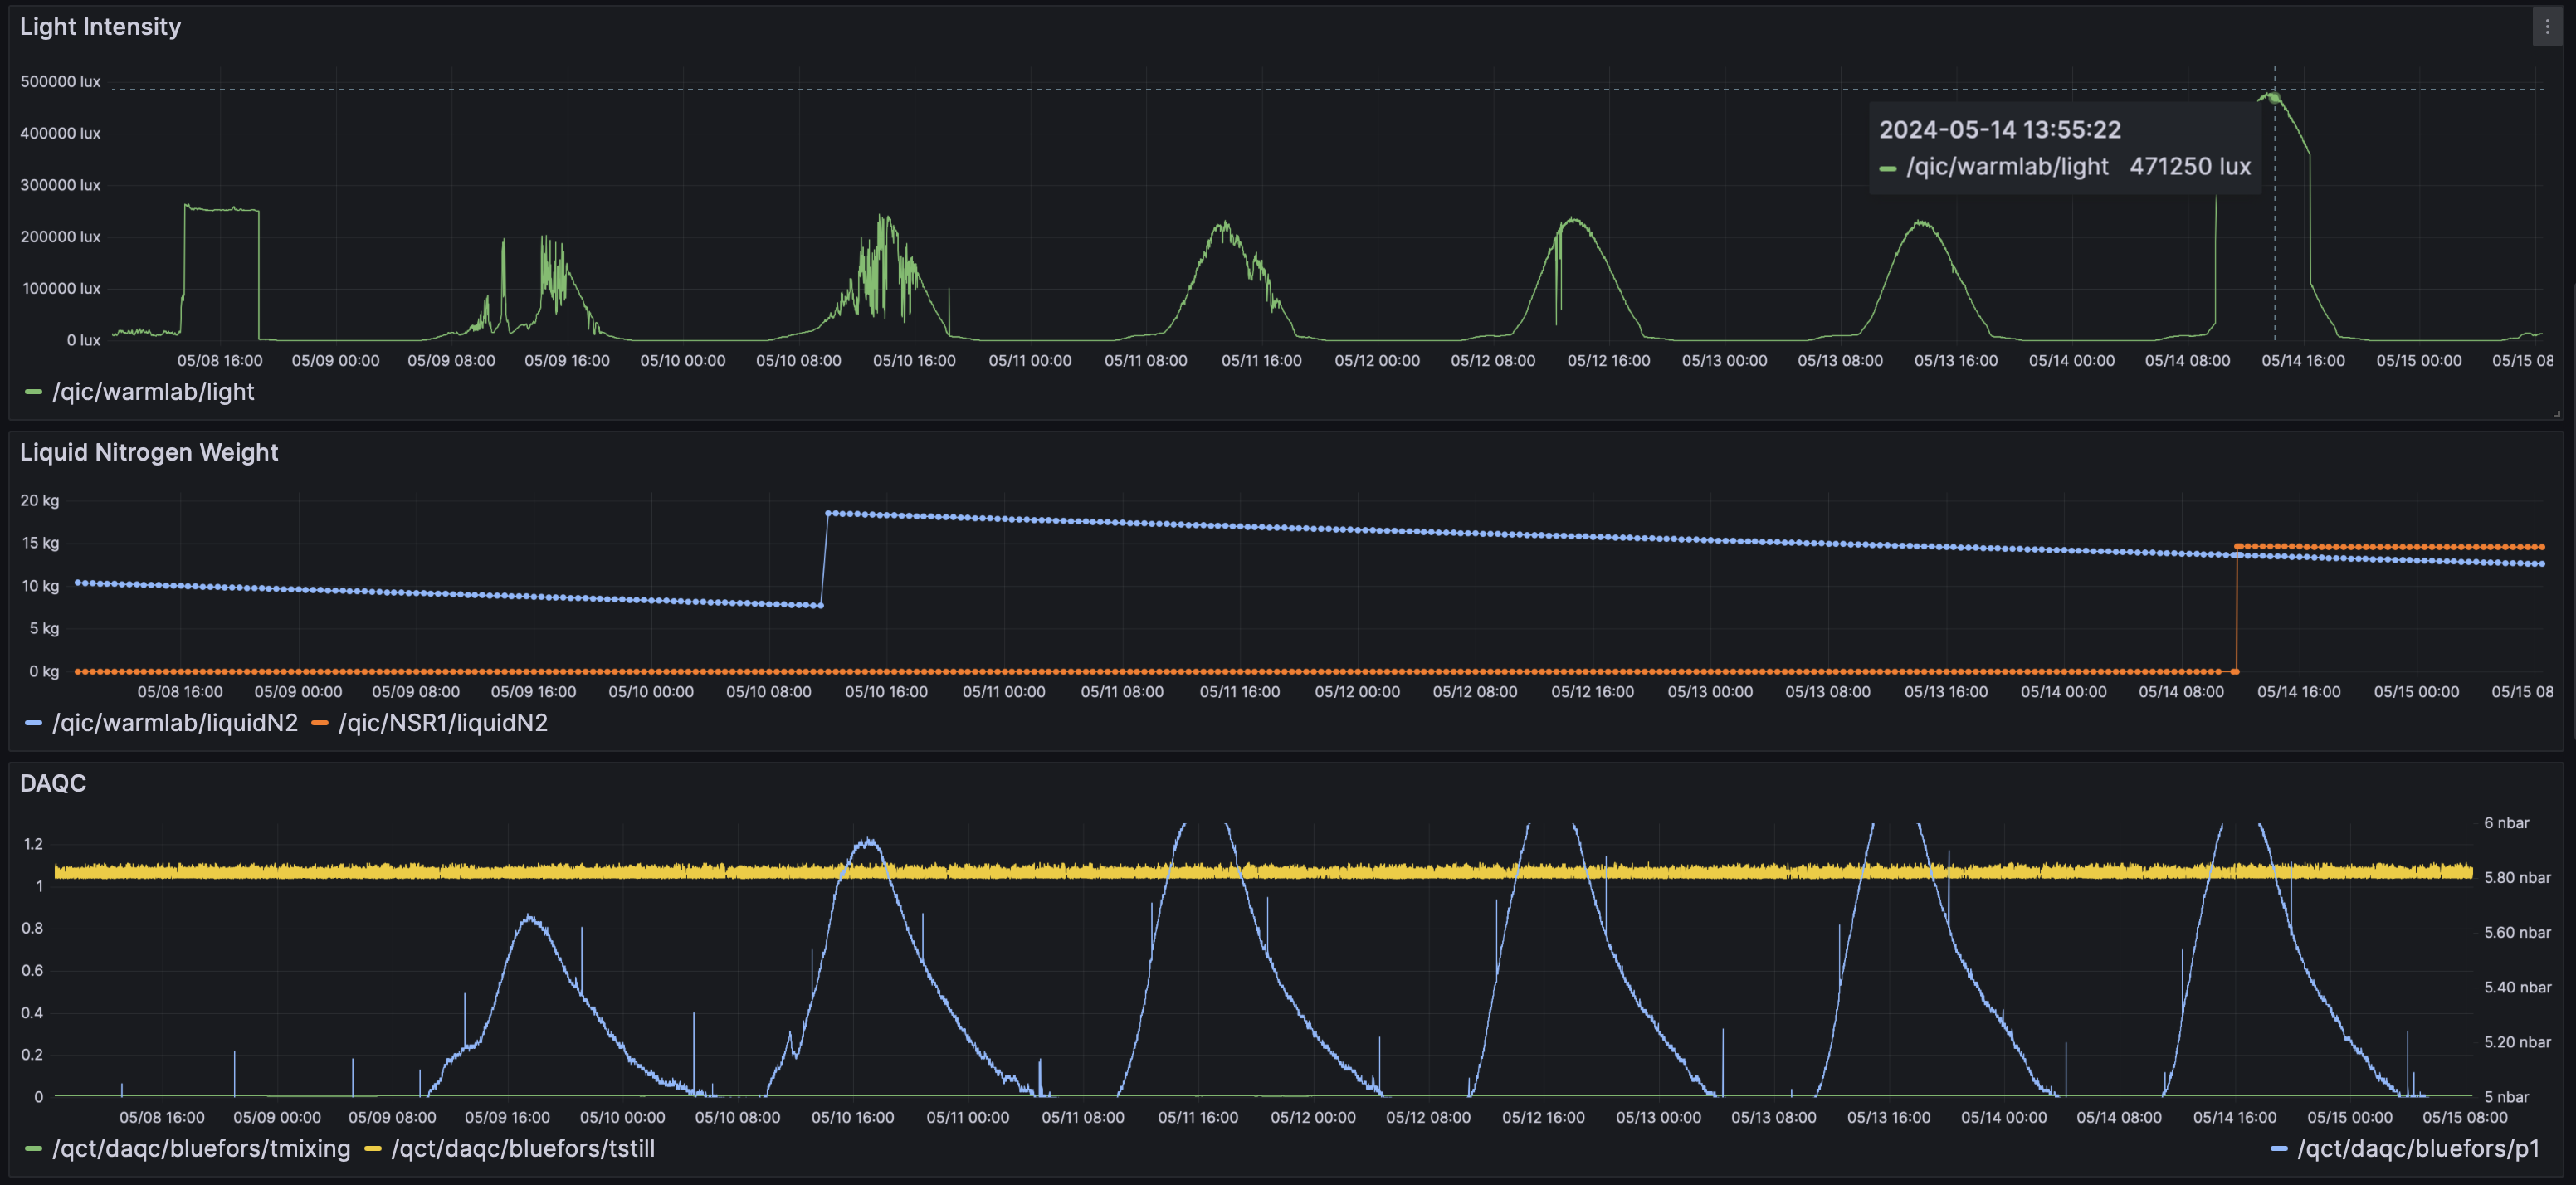 Light Intensity
500000 lux
400000 lux
300000 lux
200000 lux
100000 lux
0 lux
2024-05-14 13:55:22
/qic/warmlab/light 471250 lux
05/08 16:00 05/09 00:00 05/09 08:00 05/09 16:00 05/10 00:00 05/10 08:00 05/10 16:00 05/11 00:00 05/11 08:00 05/11 16:00 05/12 00:00 05/12 08:00 05/12 16:00 05/13 00:00 05/13 08:00 05/13 16:00 05/14 00:00 05/14 08:00 05/14 16:00 05/15 00:00 05/15 08
/qic/warmlab/light
Liquid Nitrogen Weight
20 kg
15 kg
10 kg
5 kg
0 kg
05/08 16:00 05/09 00:00 05/09 08:00 05/09 16:00 05/10 00:00 05/10 08:00 05/10 16:00 05/11 00:00 05/11 08:00 05/11 16:00 05/12 00:00 05/12 08:00 05/12 16:00 05/13 00:00 05/13 08:00 05/13 16:00 05/14 00:00 05/14 08:00 05/14 16:00 05/15 00:00 05/15 08
/qic/warmlab/liquidN2 /qic/NSR1/liquidN2
DAQC
1.2
1
0.8
0.6
0.4
0.2
0
6 nbar
5.80 nbar
5.60 nbar
5.40 nbar
5.20 nbar
5 nbar
05/08 16:00 05/09 00:00 05/09 08:00 05/09 16:00 05/10 00:00 05/10 08:00 05/10 16:00 05/11 00:00 05/11 08:00 05/11 16:00 05/12 00:00 05/12 08:00 05/12 16:00 05/13 00:00 05/13 08:00 05/13 16:00 05/14 00:00 05/14 08:00 05/14 16:00 05/15 00:00 05/15 08:00
/qct/daqc/bluefors/tmixing /qct/daqc/bluefors/tstill /qct/daqc/bluefors/p1